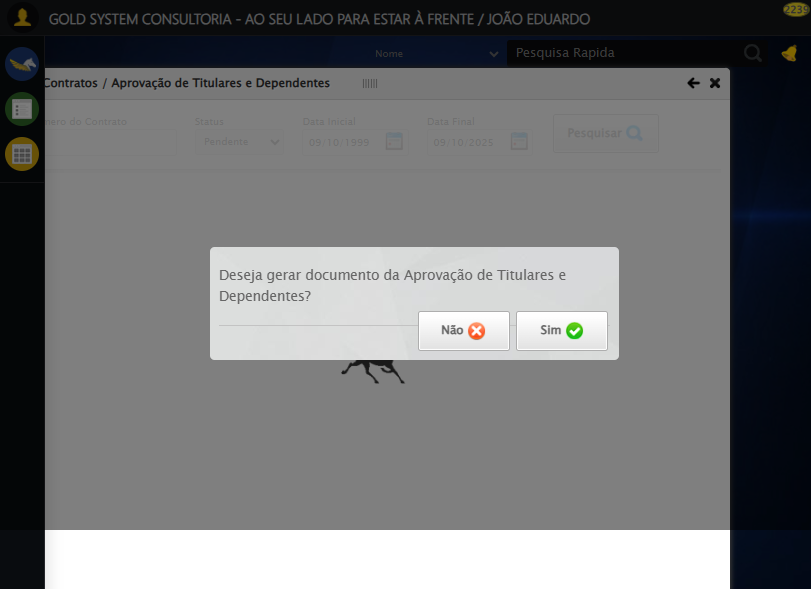 GOLD SYSTEM CONSULTORIA - AO SEU LADO PARA ESTAR À FRENTE / JOÃO EDUARDO
2239
Nome
Pesquisa Rapida
Contratos / Aprovação de Titulares e Dependentes
mero do Contrato
Status
Data Inicial
Data Final
Pendente
09/10/1999
09/10/2025
Pesquisar
Deseja gerar documento da Aprovação de Titulares e
Dependentes?
Não
Sim